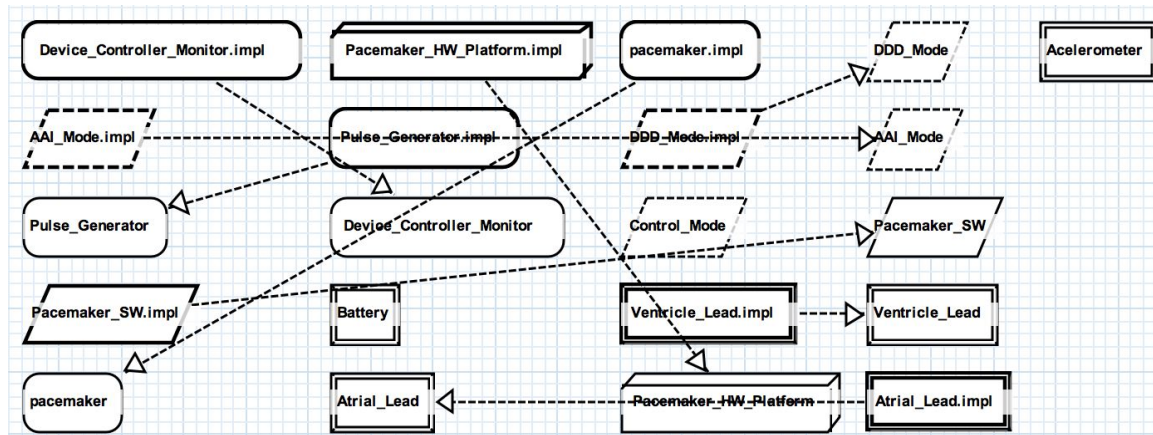 Device_Controller_Monitor.impl
Pacemaker_HW_Platform.impl
pacemaker.impl
DDD_Mode
Acelerometer
AAI_Mode.impl
Pulse_Generator.impl
DDD_Mode.impl
AAI_Mode
Pulse_Generator
Device_Controller_Monitor
Control_Mode
Pacemaker_SW
Pacemaker_SW.impl
Battery
Ventricle_Lead.impl
Ventricle_Lead
pacemaker
Atrial_Lead
Pacemaker_HW_Platform
Atrial_Lead.impl